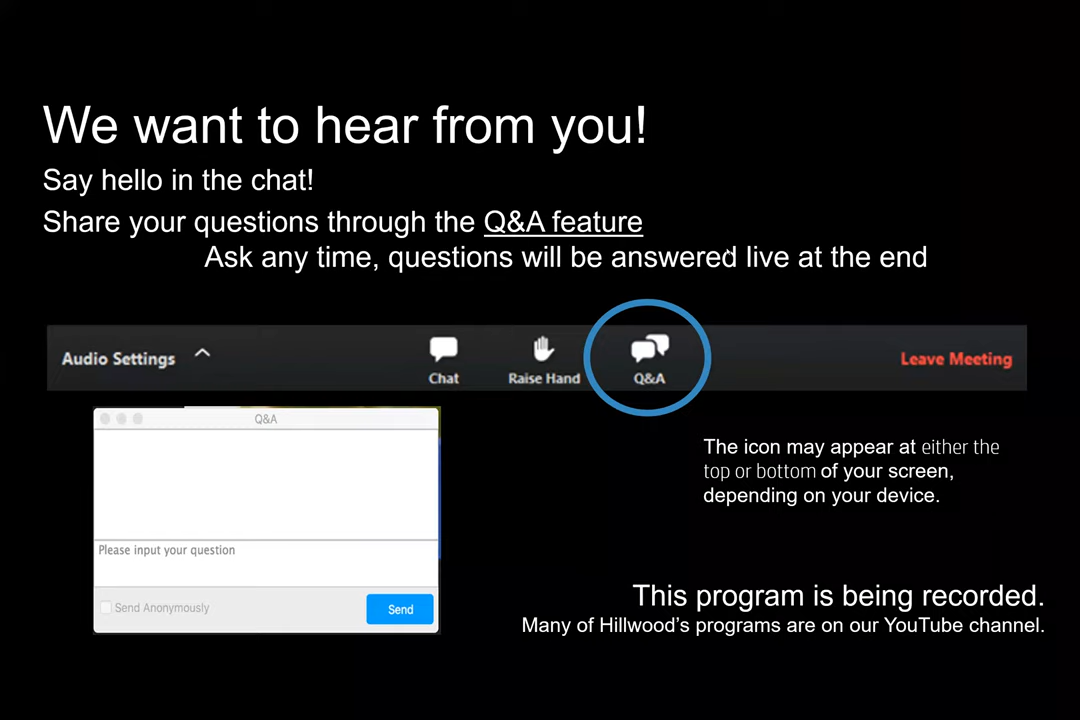 We want to hear from you!
Say hello in the chat!
Share your questions through the Q&A feature
Ask any time, questions will be answered live at the end
Audio Settings
Chat
Raise Hand
Q&A
Leave Meeting
Q&A
Please input your question
Send Anonymously
Send
The icon may appear at either the
top or bottom of your screen,
depending on your device.
This program is being recorded.
Many of Hillwood's programs are on our YouTube channel.